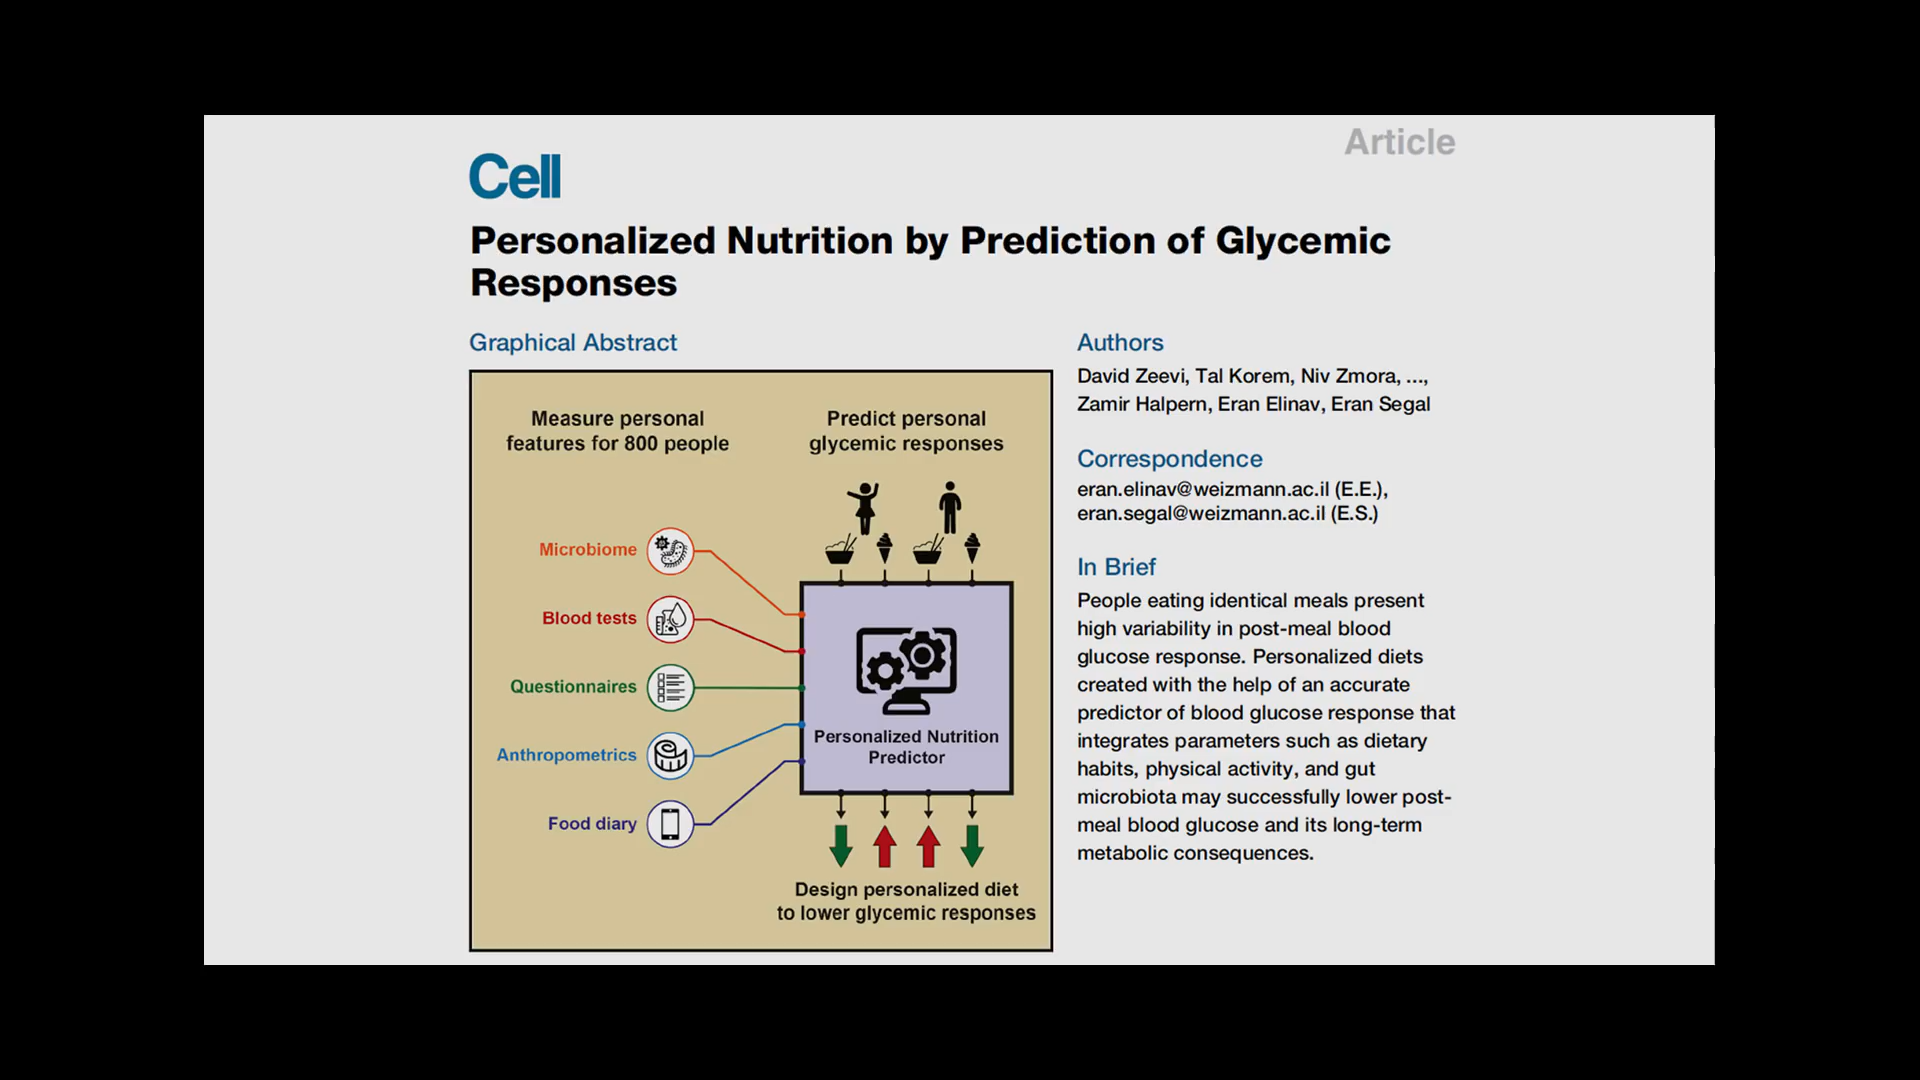 Article
Cell
Personalized Nutrition by Prediction of Glycemic
Responses
Graphical Abstract
Measure personal
features for 800 people
Predict personal
glycemic responses
Microbiome
Blood tests
Questionnaires
Anthropometrics
Food diary
Personalized Nutrition
Predictor
Design personalized diet
to lower glycemic responses
Authors
David Zeevi, Tal Korem, Niv Zmora, ...,
Zamir Halpern, Eran Elinav, Eran Segal
Correspondence
eran.elinav@weizmann.ac.il (E.E.),
eran.segal@weizmann.ac.il (E.S.)
In Brief
People eating identical meals present
high variability in post-meal blood
glucose response. Personalized diets
created with the help of an accurate
predictor of blood glucose response that
integrates parameters such as dietary
habits, physical activity, and gut
microbiota may successfully lower post-
meal blood glucose and its long-term
metabolic consequences.